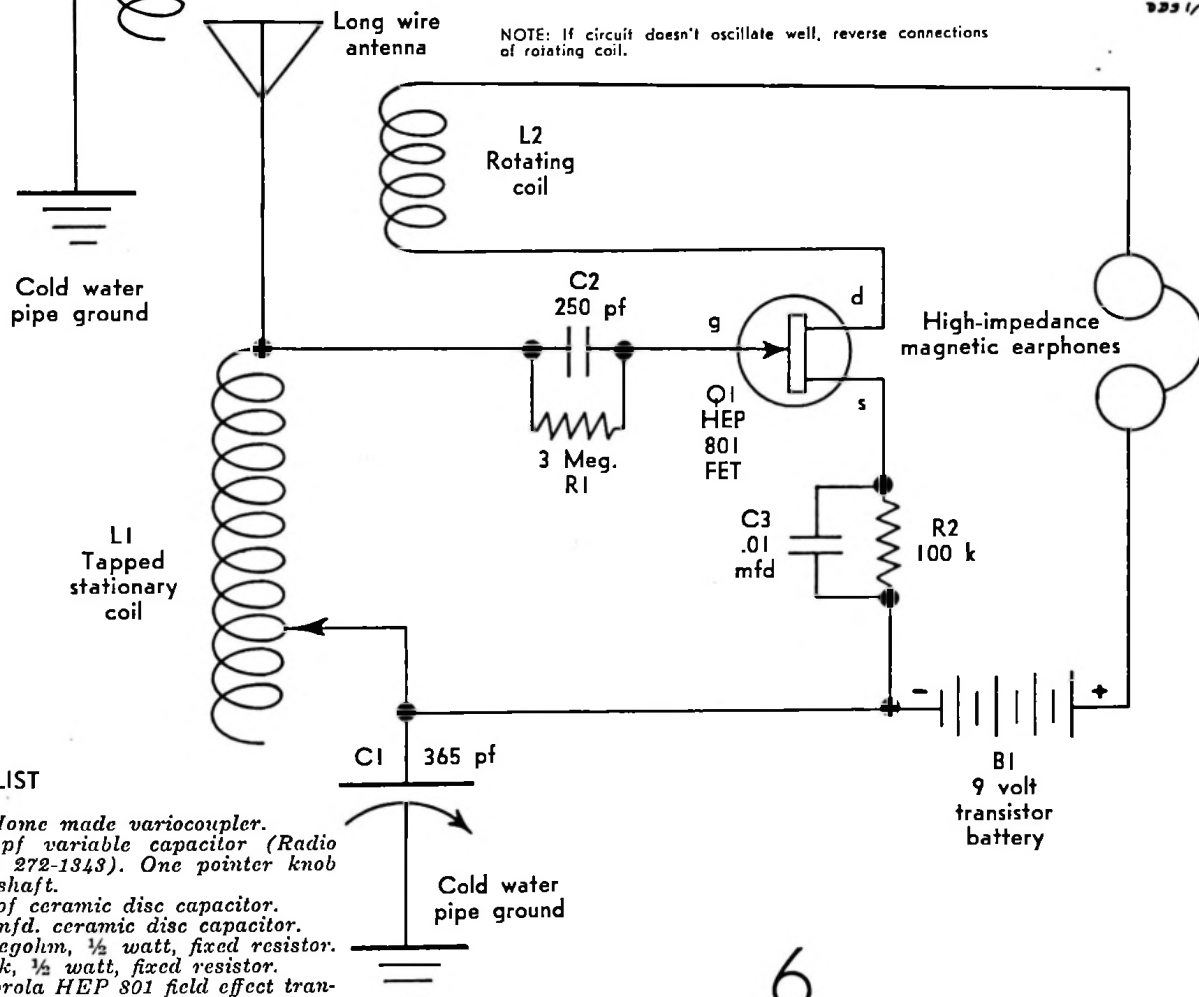 Long wire
antenna
NOTE: If circuit doesn't oscillate well, reverse connections
of rotating coil.
L2
Rotating
coil
Cold water
pipe ground
C2
250 pf
g
d
s
High-impedance
magnetic earphones
Q1
HEP
801
FET
3 Meg.
R1
C3
.01
mfd
R2
100 k
L1
Tapped
stationary
coil
-
+
C1 365 pf
B1
9 volt
transistor
battery
Cold water
pipe ground
LIST
Home made variocoupler.
pf variable capacitor (Radio
272-1343). One pointer knob
shaft.
pf ceramic disc capacitor.
mfd. ceramic disc capacitor.
egohm, ½ watt, fixed resistor.
k, ½ watt, fixed resistor.
orola HEP 801 field effect tran-
6